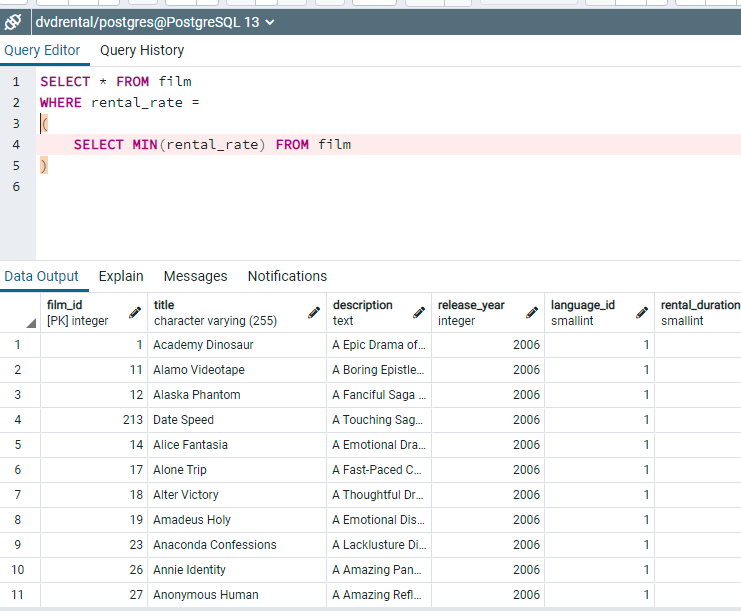 dvdrental/postgres@PostgreSQL 13
Query Editor Query History
1 SELECT * FROM film
2 WHERE rental_rate =
3 (
4 SELECT MIN(rental_rate) FROM film
5 )
6
Data Output Explain Messages Notifications
film_id title description release_year language_id rental_duration
[PK] integer character varying (255) text integer smallint smallint
1 1 Academy Dinosaur A Epic Drama of... 2006 1
2 11 Alamo Videotape A Boring Epistle... 2006 1
3 12 Alaska Phantom A Fanciful Saga ... 2006 1
4 213 Date Speed A Touching Sag... 2006 1
5 14 Alice Fantasia A Emotional Dra... 2006 1
6 17 Alone Trip A Fast-Paced C... 2006 1
7 18 Alter Victory A Thoughtful Dr... 2006 1
8 19 Amadeus Holy A Emotional Dis... 2006 1
9 23 Anaconda Confessions A Lacklusture Di... 2006 1
10 26 Annie Identity A Amazing Pan... 2006 1
11 27 Anonymous Human A Amazing Refl... 2006 1